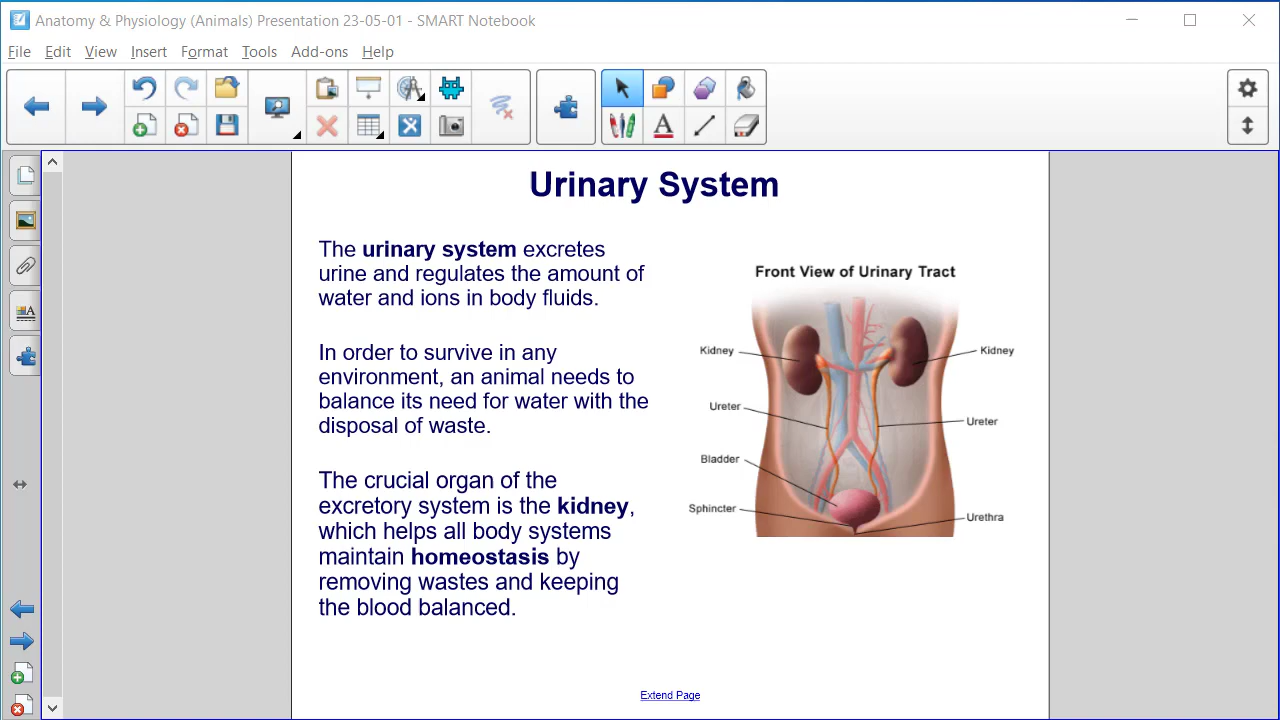 Anatomy & Physiology (Animals) Presentation 23-05-01 - SMART Notebook
File Edit View Insert Format Tools Add-ons Help
Urinary System
The urinary system excretes
urine and regulates the amount of
water and ions in body fluids.
In order to survive in any
environment, an animal needs to
balance its need for water with the
disposal of waste.
The crucial organ of the
excretory system is the kidney,
which helps all body systems
maintain homeostasis by
removing wastes and keeping
the blood balanced.
Front View of Urinary Tract
Kidney
Kidney
Ureter
Ureter
Bladder
Sphincter
Urethra
Extend Page